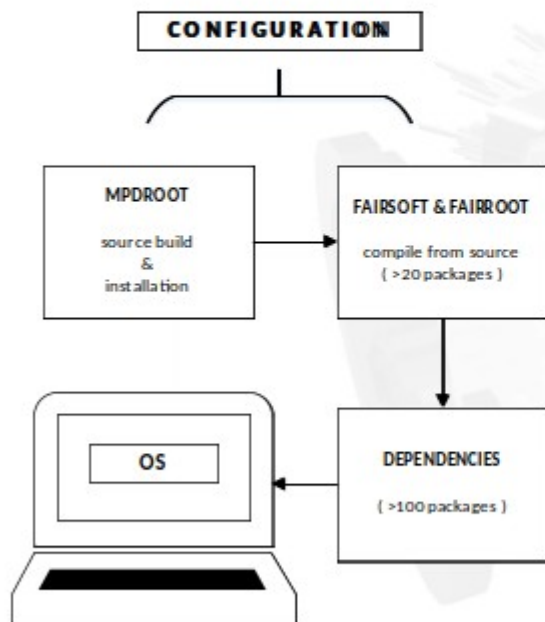 CONFIGURATION
MPDROOT
source build
&
installation
FAIRSOFT & FAIRROOT
compile from source
( >20 packages )
OS
DEPENDENCIES
( >100 packages )